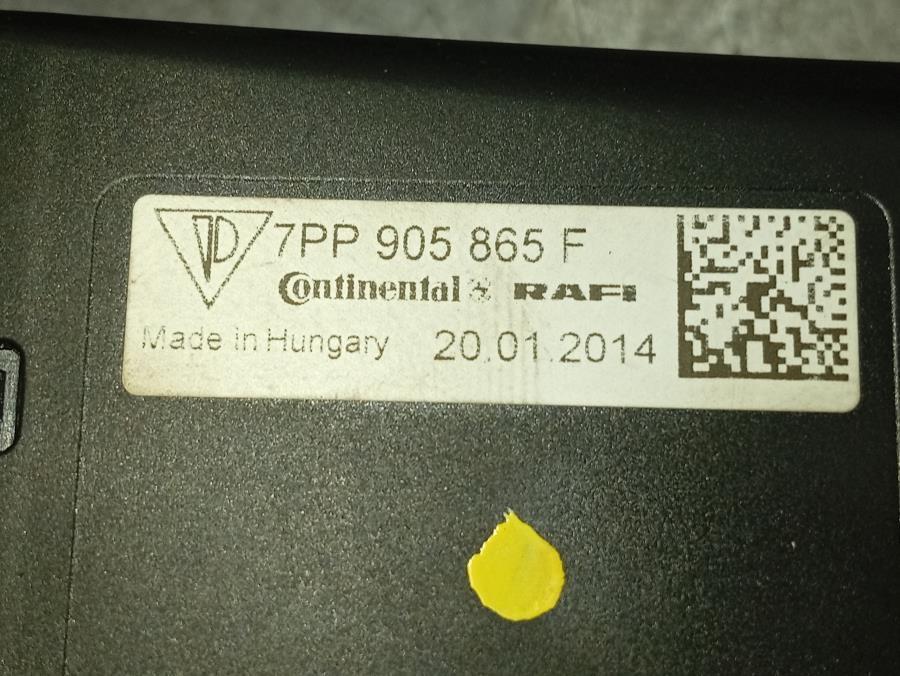 7PP 905 865 F
Continental RAFI
Made in Hungary 20.01.2014